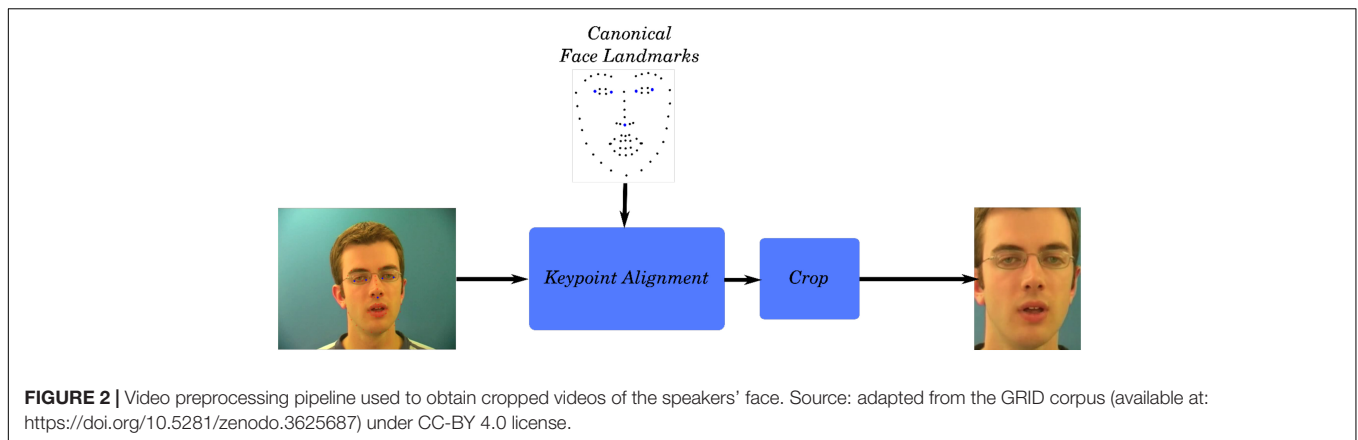 Canonical
Face Landmarks
Keypoint Alignment
Crop
FIGURE 2 | Video preprocessing pipeline used to obtain cropped videos of the speakers’ face. Source: adapted from the GRID corpus (available at:
https://doi.org/10.5281/zenodo.3625687) under CC-BY 4.0 license.